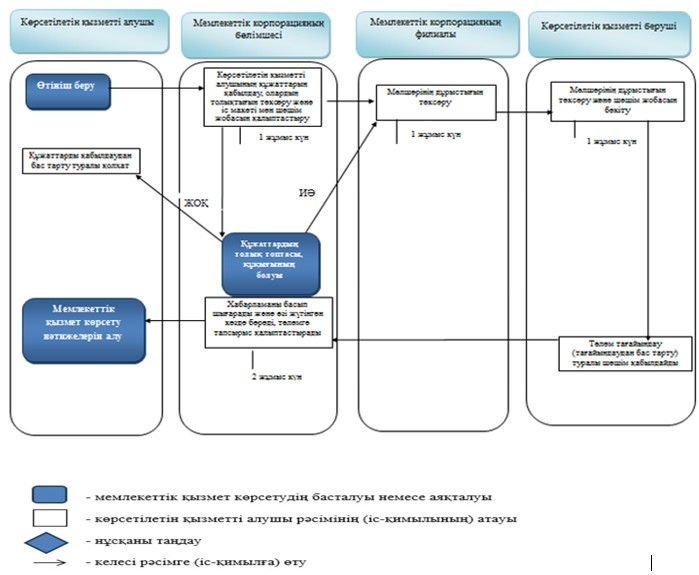 Көрсетілетін қызметті алушы
Мемлекеттік корпорацияның
бөлімшесі
Мемлекеттік корпорацияның
филиалы
Көрсетілетін қызметті беруші
Өтініш беру
Көрсетілетін қызметті
алушының құжаттарын
қабылдау, олардың
толықтығын тексеру және
іс макеті мен шешім
жобасын қалыптастыру
1 жұмыс күн
Мөлшерінің дұрыстығын
тексеру
1 жұмыс күн
Мөлшерінің дұрыстығын
тексеру және шешім жобасын
бекіту
1 жұмыс күн
Құжаттарды қабылдаудан
бас тарту туралы қолхат
ЖОҚ
ИӘ
Құжаттардың
толық топтасы,
құқығының
болуы
Мемлекеттік
қызмет көрсету
нәтижелерін алу
Хабарламаны басып
шығарады және өзі жүгінген
кезде береді, төлемге
тапсырыс қалыптастырады
2 жұмыс күн
Төлем тағайындау
(тағайындаудан бас тарту)
туралы шешім қабылдайды
- мемлекеттік қызмет көрсетудің басталуы немесе аяқталуы
- көрсетілетін қызметті алушы рәсімінің (іс-қимылының) атауы
- нұсқаны таңдау
- келесі рәсімге (іс-қимылға) өту